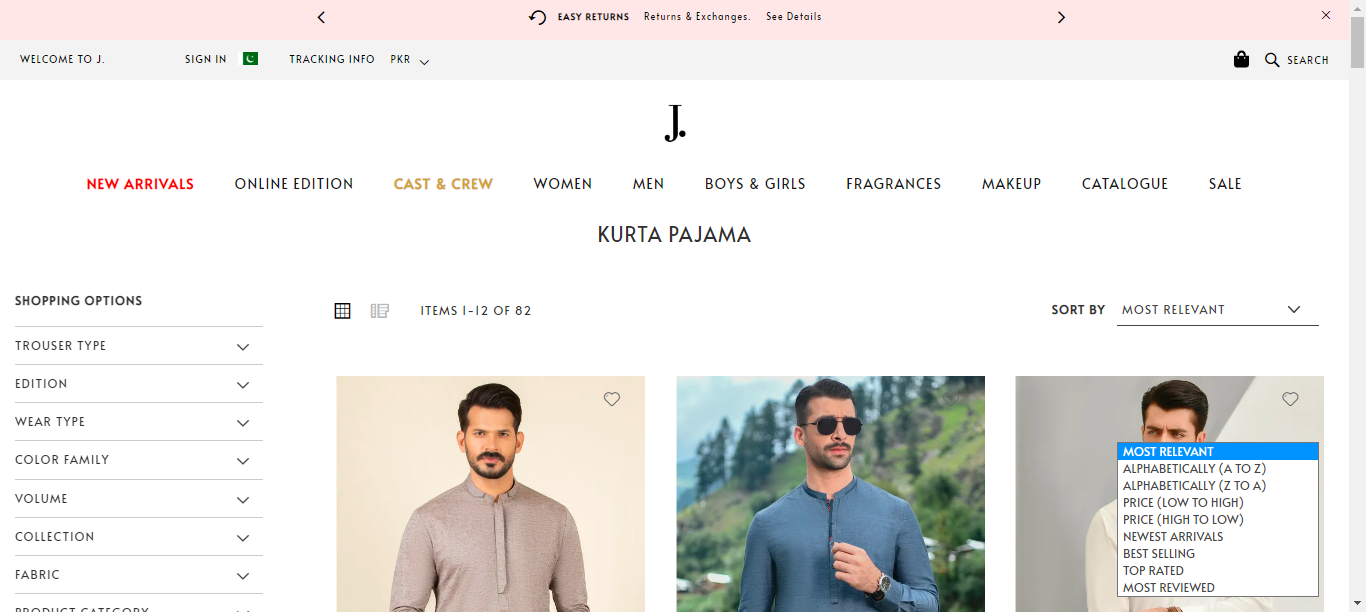 EASY RETURNS Returns & Exchanges. See Details
WELCOME TO J. SIGN IN TRACKING INFO PKR SEARCH
J.
NEW ARRIVALS ONLINE EDITION CAST & CREW WOMEN MEN BOYS & GIRLS FRAGRANCES MAKEUP CATALOGUE SALE
KURTA PAJAMA
SHOPPING OPTIONS
TROUSER TYPE
EDITION
WEAR TYPE
COLOR FAMILY
VOLUME
COLLECTION
FABRIC
PRODUCT CATEGORY
ITEMS 1-12 OF 82
SORT BY MOST RELEVANT
MOST RELEVANT
ALPHABETICALLY (A TO Z)
ALPHABETICALLY (Z TO A)
PRICE (LOW TO HIGH)
PRICE (HIGH TO LOW)
NEWEST ARRIVALS
BEST SELLING
TOP RATED
MOST REVIEWED